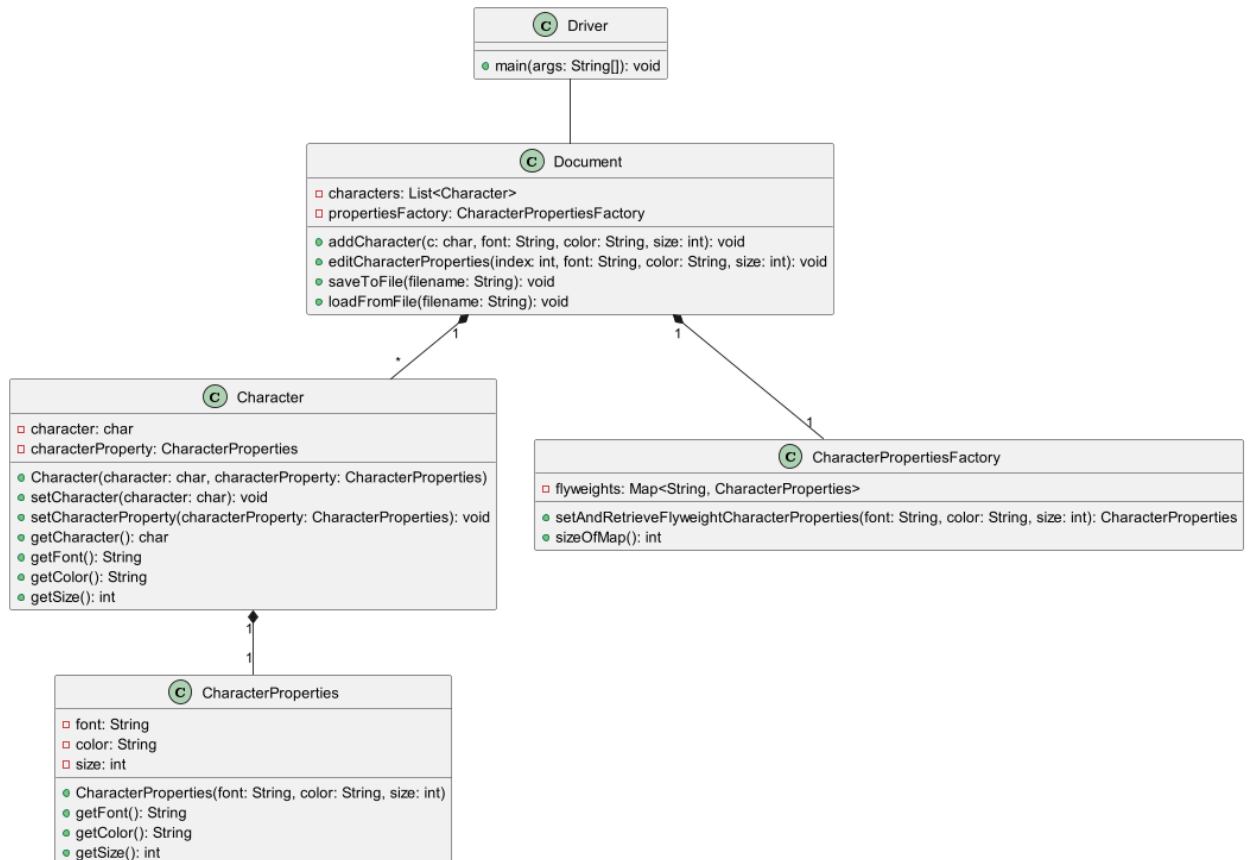 C Driver
main(args: String[]): void
C Document
characters: List<Character>
propertiesFactory: CharacterPropertiesFactory
addCharacter(c: char, font: String, color: String, size: int): void
editCharacterProperties(index: int, font: String, color: String, size: int): void
saveToFile(filename: String): void
loadFromFile(filename: String): void
1
1
*
C Character
character: char
characterProperty: CharacterProperties
Character(character: char, characterProperty: CharacterProperties)
setCharacter(character: char): void
setCharacterProperty(characterProperty: CharacterProperties): void
getCharacter(): char
getFont(): String
getColor(): String
getSize(): int
1
C CharacterPropertiesFactory
flyweights: Map<String, CharacterProperties>
setAndRetrieveFlyweightCharacterProperties(font: String, color: String, size: int): CharacterProperties
sizeOfMap(): int
1
1
C CharacterProperties
font: String
color: String
size: int
CharacterProperties(font: String, color: String, size: int)
getFont(): String
getColor(): String
getSize(): int